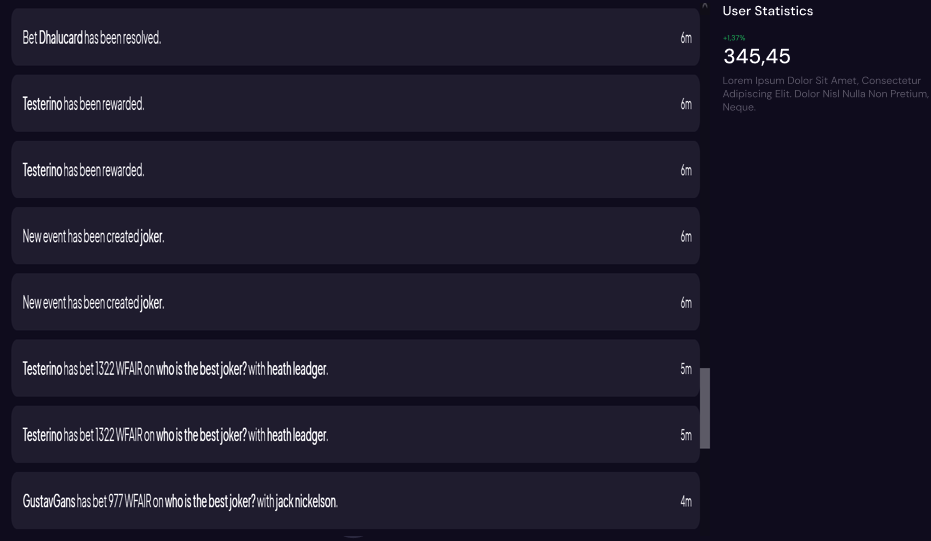 Bet Dhalucard has been resolved.
6m
Testerino has been rewarded.
6m
Testerino has been rewarded.
6m
New event has been created joker.
6m
New event has been created joker.
6m
Testerino has bet 1322 WFAIR on who is the best joker? with heath leadger.
5m
Testerino has bet 1322 WFAIR on who is the best joker? with heath leadger.
5m
GustavGans has bet 977 WFAIR on who is the best joker? with jack nickelson.
4m
User Statistics
+1,37%
345,45
Lorem Ipsum Dolor Sit Amet, Consectetur
Adipiscing Elit. Dolor Nisl Nulla Non Pretium,
Neque.